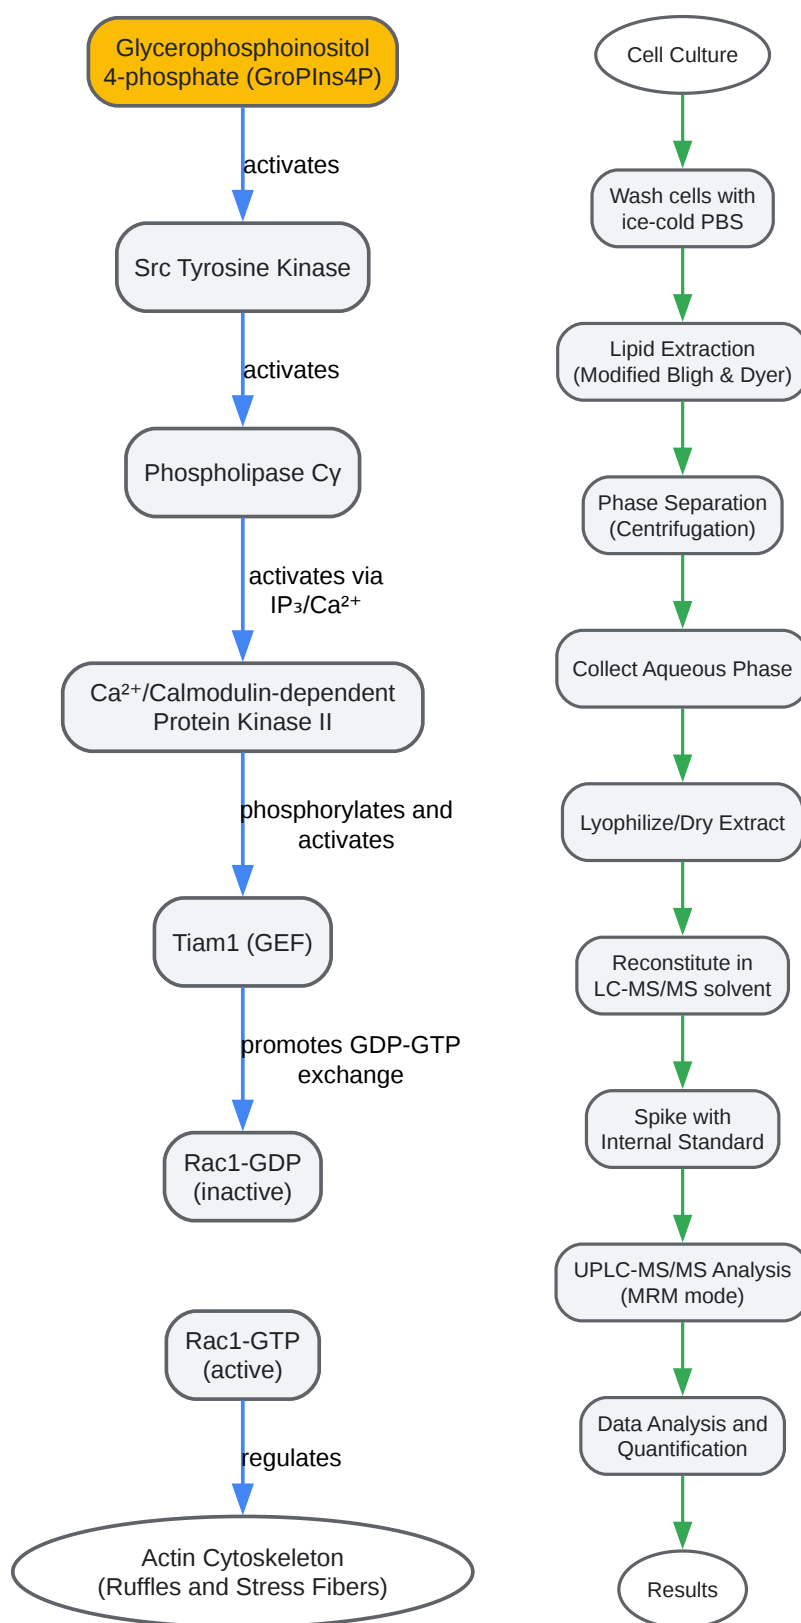 Glycerophosphoinositol
4-phosphate (GroPIns4P)
activates
Src Tyrosine Kinase
activates
Phospholipase Cγ
activates via
IP₃/Ca²⁺
Ca²⁺/Calmodulin-dependent
Protein Kinase II
phosphorylates and
activates
Tiam1 (GEF)
promotes GDP-GTP
exchange
Rac1-GDP
(inactive)
Rac1-GTP
(active)
regulates
Actin Cytoskeleton
(Ruffles and Stress Fibers)
Cell Culture
Wash cells with
ice-cold PBS
Lipid Extraction
(Modified Bligh & Dyer)
Phase Separation
(Centrifugation)
Collect Aqueous Phase
Lyophilize/Dry Extract
Reconstitute in
LC-MS/MS solvent
Spike with
Internal Standard
UPLC-MS/MS Analysis
(MRM mode)
Data Analysis and
Quantification
Results